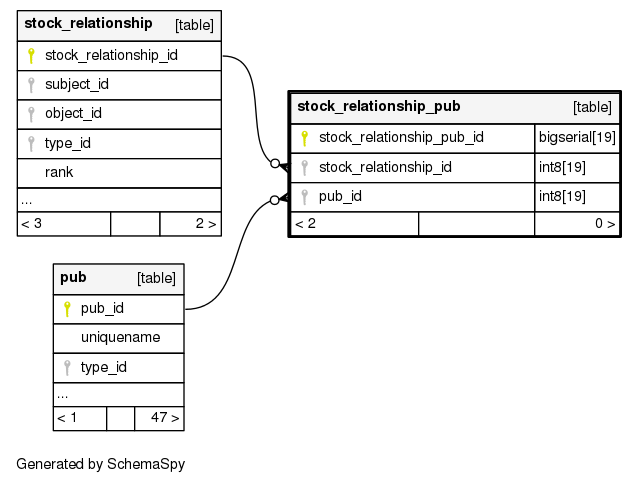 stock_relationship [table]
stock_relationship_id
subject_id
object_id
type_id
rank
...
< 3 2 >
stock_relationship_pub [table]
stock_relationship_pub_id bigserial[19]
stock_relationship_id int8[19]
pub_id int8[19]
< 2 0 >
pub [table]
pub_id
uniquename
type_id
...
< 1 47 >
Generated by SchemaSpy